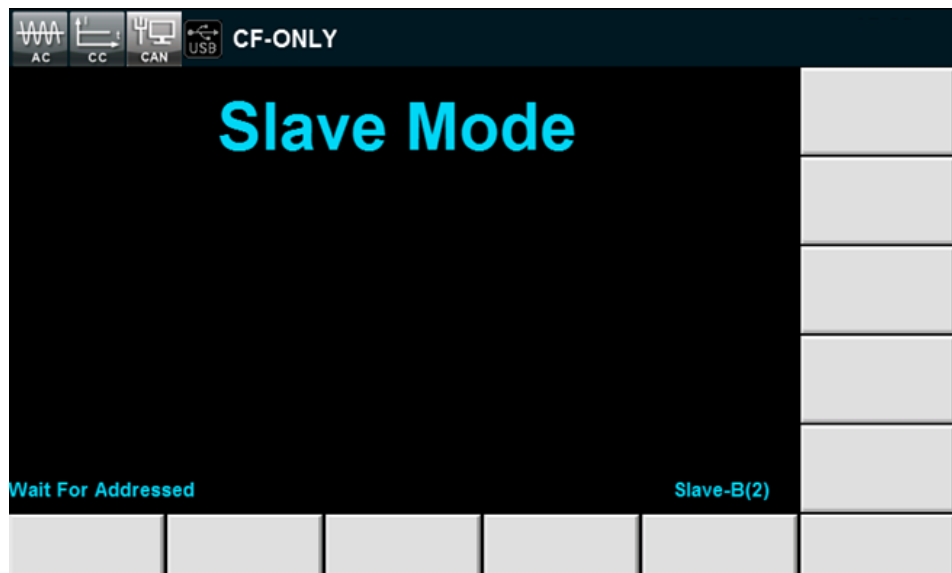 AC CC CAN USB CF-ONLY
Slave Mode
Wait For Addressed Slave-B(2)